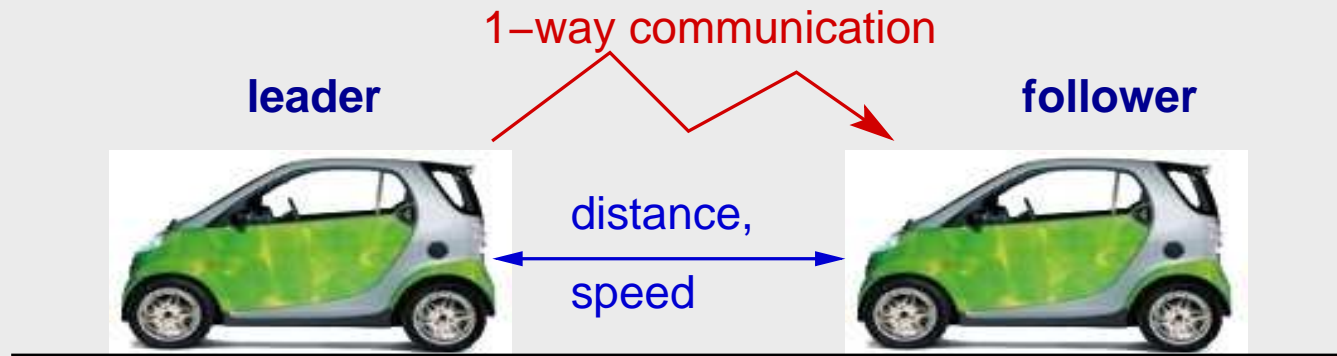 1−way communication
leader
follower
distance,
speed